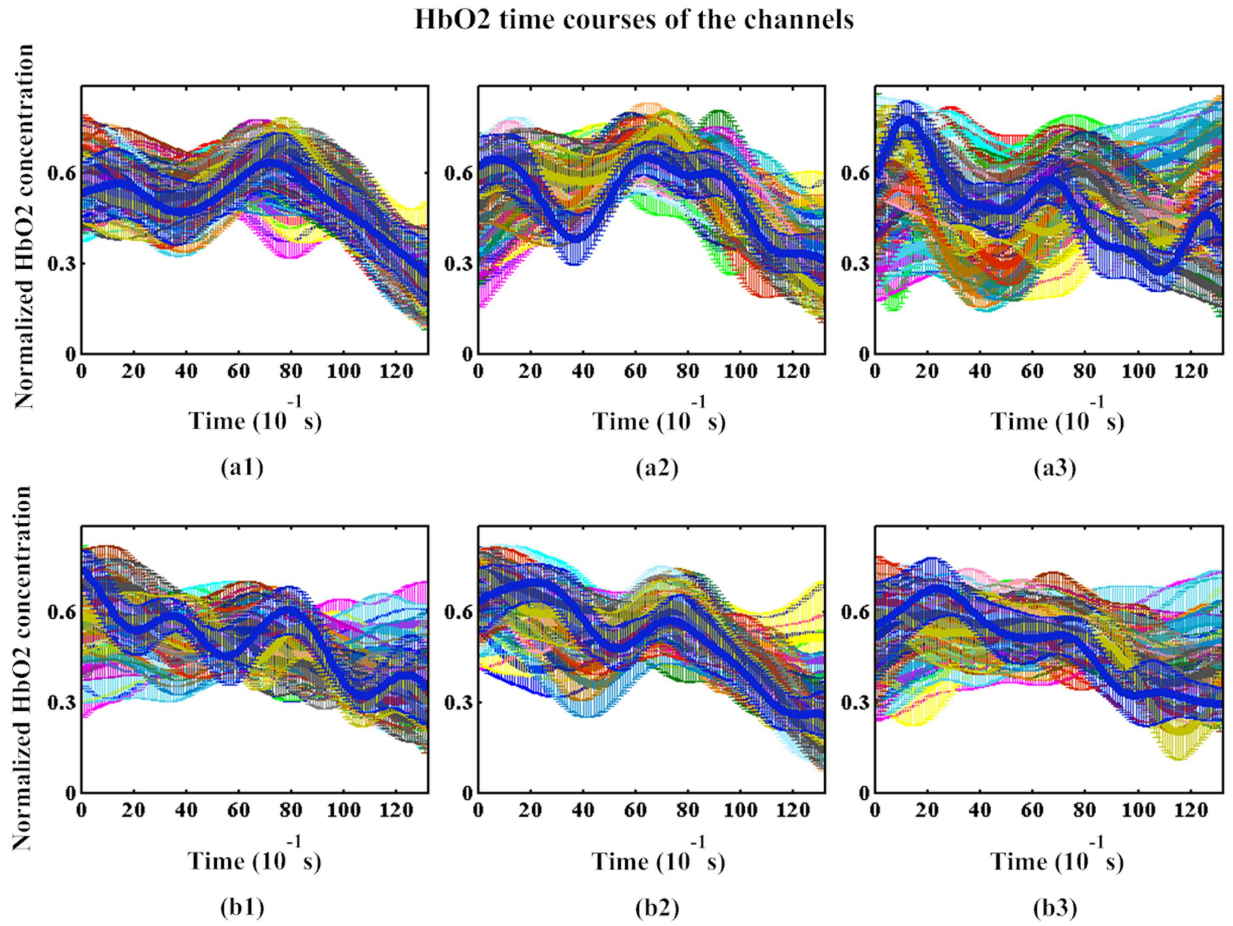 HbO2 time courses of the channels
Normalized HbO2 concentration
0.6
0.3
0
0 20 40 60 80 100 120
Time (10⁻¹ s)
(a1)
0.6
0.3
0
0 20 40 60 80 100 120
Time (10⁻¹ s)
(a2)
0.6
0.3
0
0 20 40 60 80 100 120
Time (10⁻¹ s)
(a3)
Normalized HbO2 concentration
0.6
0.3
0
0 20 40 60 80 100 120
Time (10⁻¹ s)
(b1)
0.6
0.3
0
0 20 40 60 80 100 120
Time (10⁻¹ s)
(b2)
0.6
0.3
0
0 20 40 60 80 100 120
Time (10⁻¹ s)
(b3)